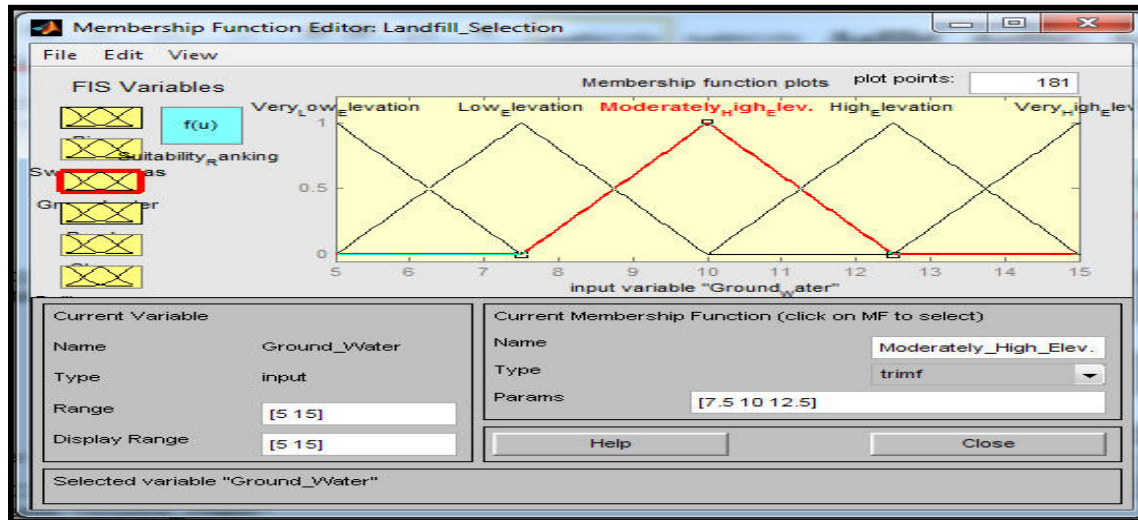 Membership Function Editor: Landfill_Selection
File Edit View
FIS Variables
Membership function plots
plot points:
181
f(u)
Suitability_Ranking
Very_Low_Elevation Low_Elevation Moderately_High_Elev. High_Elevation Very_High_Elev
1
0.5
0
5 6 7 8 9 10 11 12 13 14 15
input variable "Ground_Water"
Current Variable
Name Ground_Water
Type input
Range [5 15]
Display Range [5 15]
Current Membership Function (click on MF to select)
Name Moderately_High_Elev.
Type trimf
Params [7.5 10 12.5]
Help Close
Selected variable "Ground_Water"